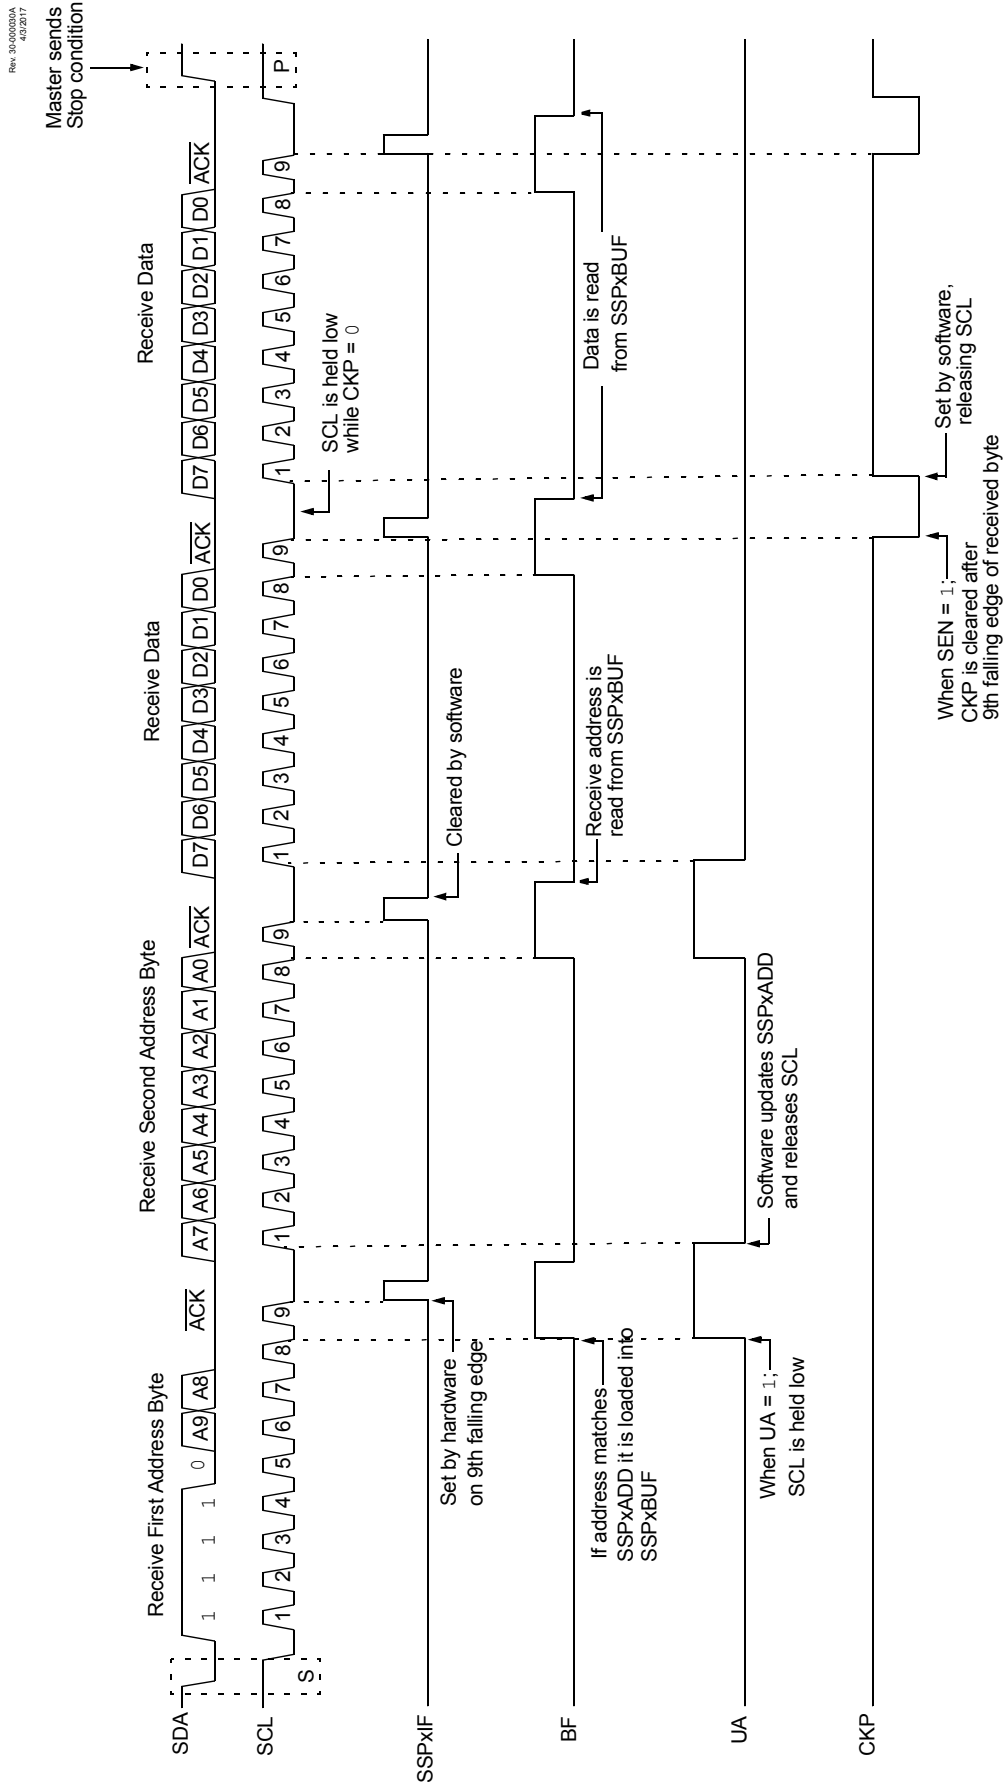 Rev. 30-000030A
4/3/2017
Master sends
Stop condition
Receive First Address Byte
Receive Second Address Byte
Receive Data
Receive Data
SDA
1 1 1 1 0 A9 A8 ACK
A7 A6 A5 A4 A3 A2 A1 A0 ACK
D7 D6 D5 D4 D3 D2 D1 D0 ACK
D7 D6 D5 D4 D3 D2 D1 D0 ACK
SCL
S
1 2 3 4 5 6 7 8 9
1 2 3 4 5 6 7 8 9
1 2 3 4 5 6 7 8 9
1 2 3 4 5 6 7 8 9
P
SCL is held low
while CKP = 0
SSPxIF
Set by hardware
on 9th falling edge
Cleared by software
BF
If address matches
SSPxADD it is loaded into
SSPxBUF
Receive address is
read from SSPxBUF
Data is read
from SSPxBUF
UA
When UA = 1;
SCL is held low
Software updates SSPxADD
and releases SCL
CKP
When SEN = 1;
CKP is cleared after
9th falling edge of received byte
Set by software,
releasing SCL